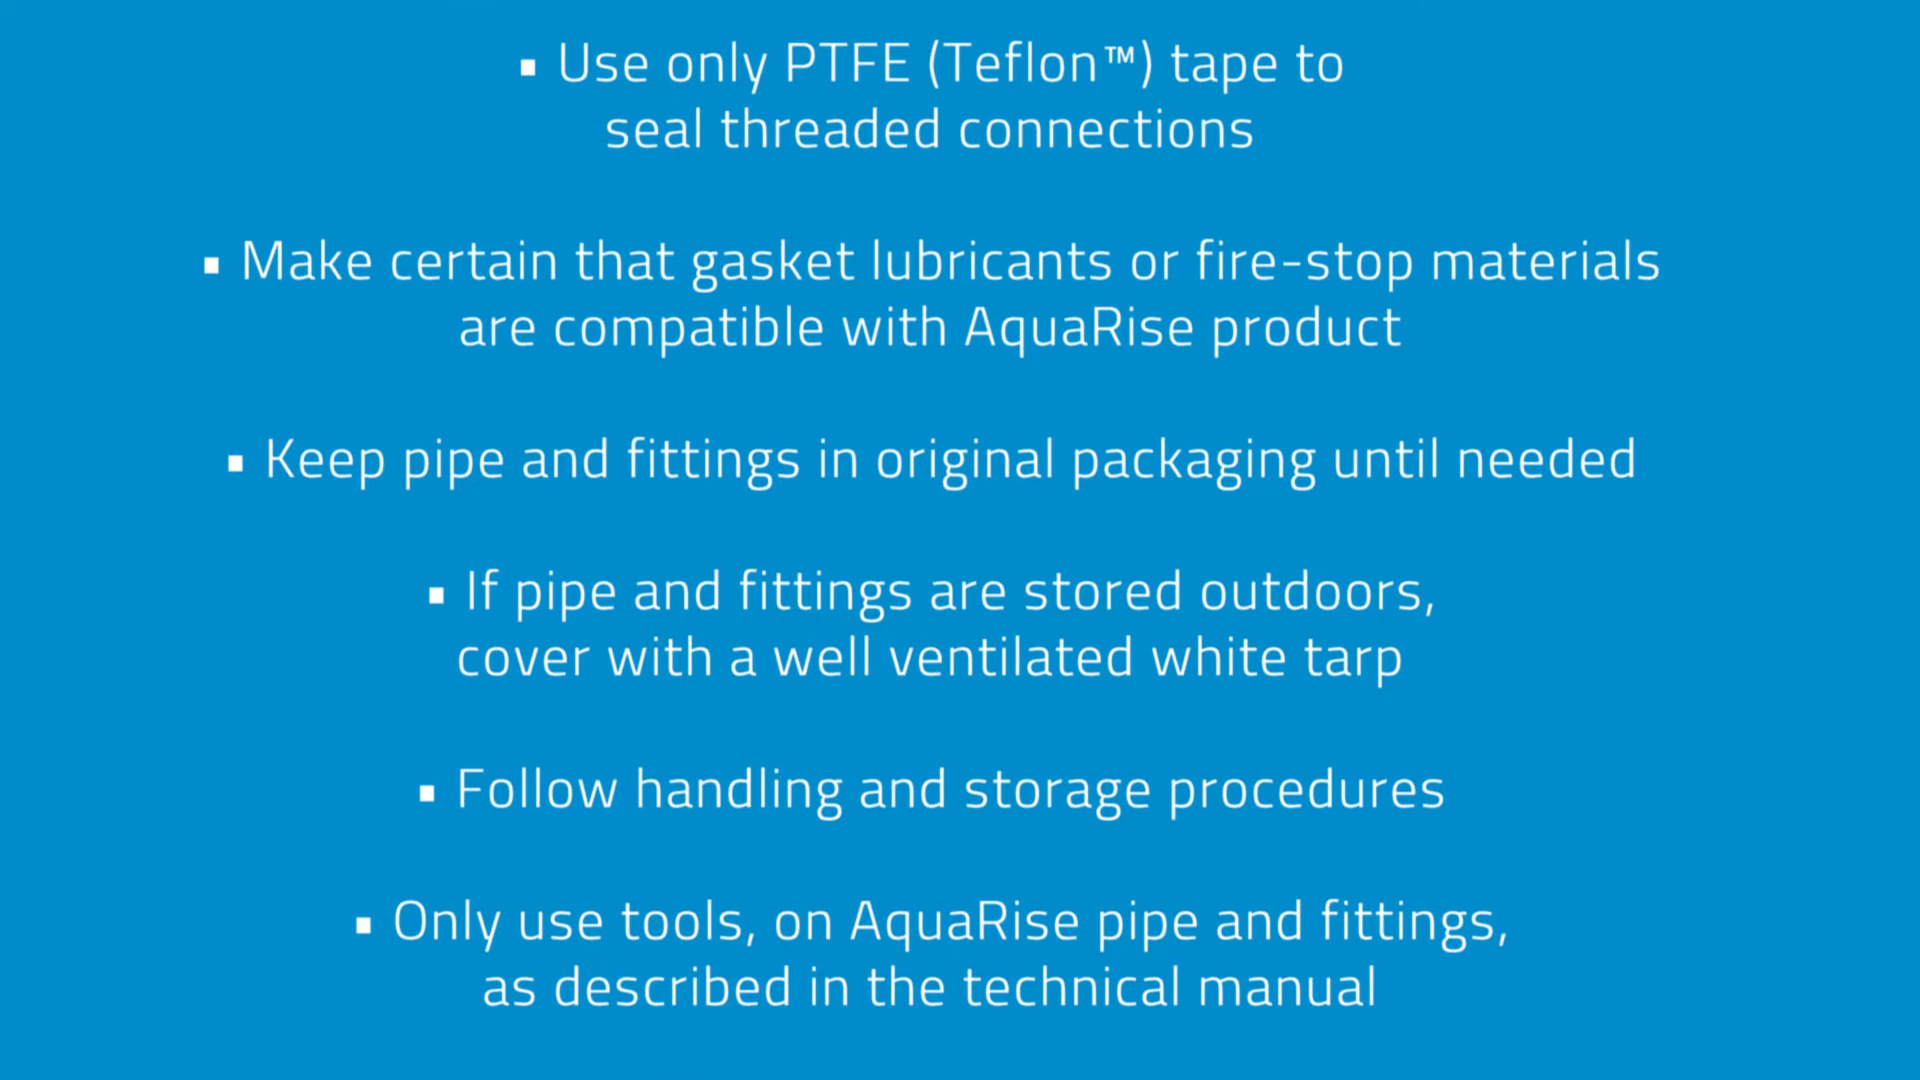 ▪ Use only PTFE (Teflon™) tape to
seal threaded connections
▪ Make certain that gasket lubricants or fire-stop materials
are compatible with AquaRise product
▪ Keep pipe and fittings in original packaging until needed
▪ If pipe and fittings are stored outdoors,
cover with a well ventilated white tarp
▪ Follow handling and storage procedures
▪ Only use tools, on AquaRise pipe and fittings,
as described in the technical manual